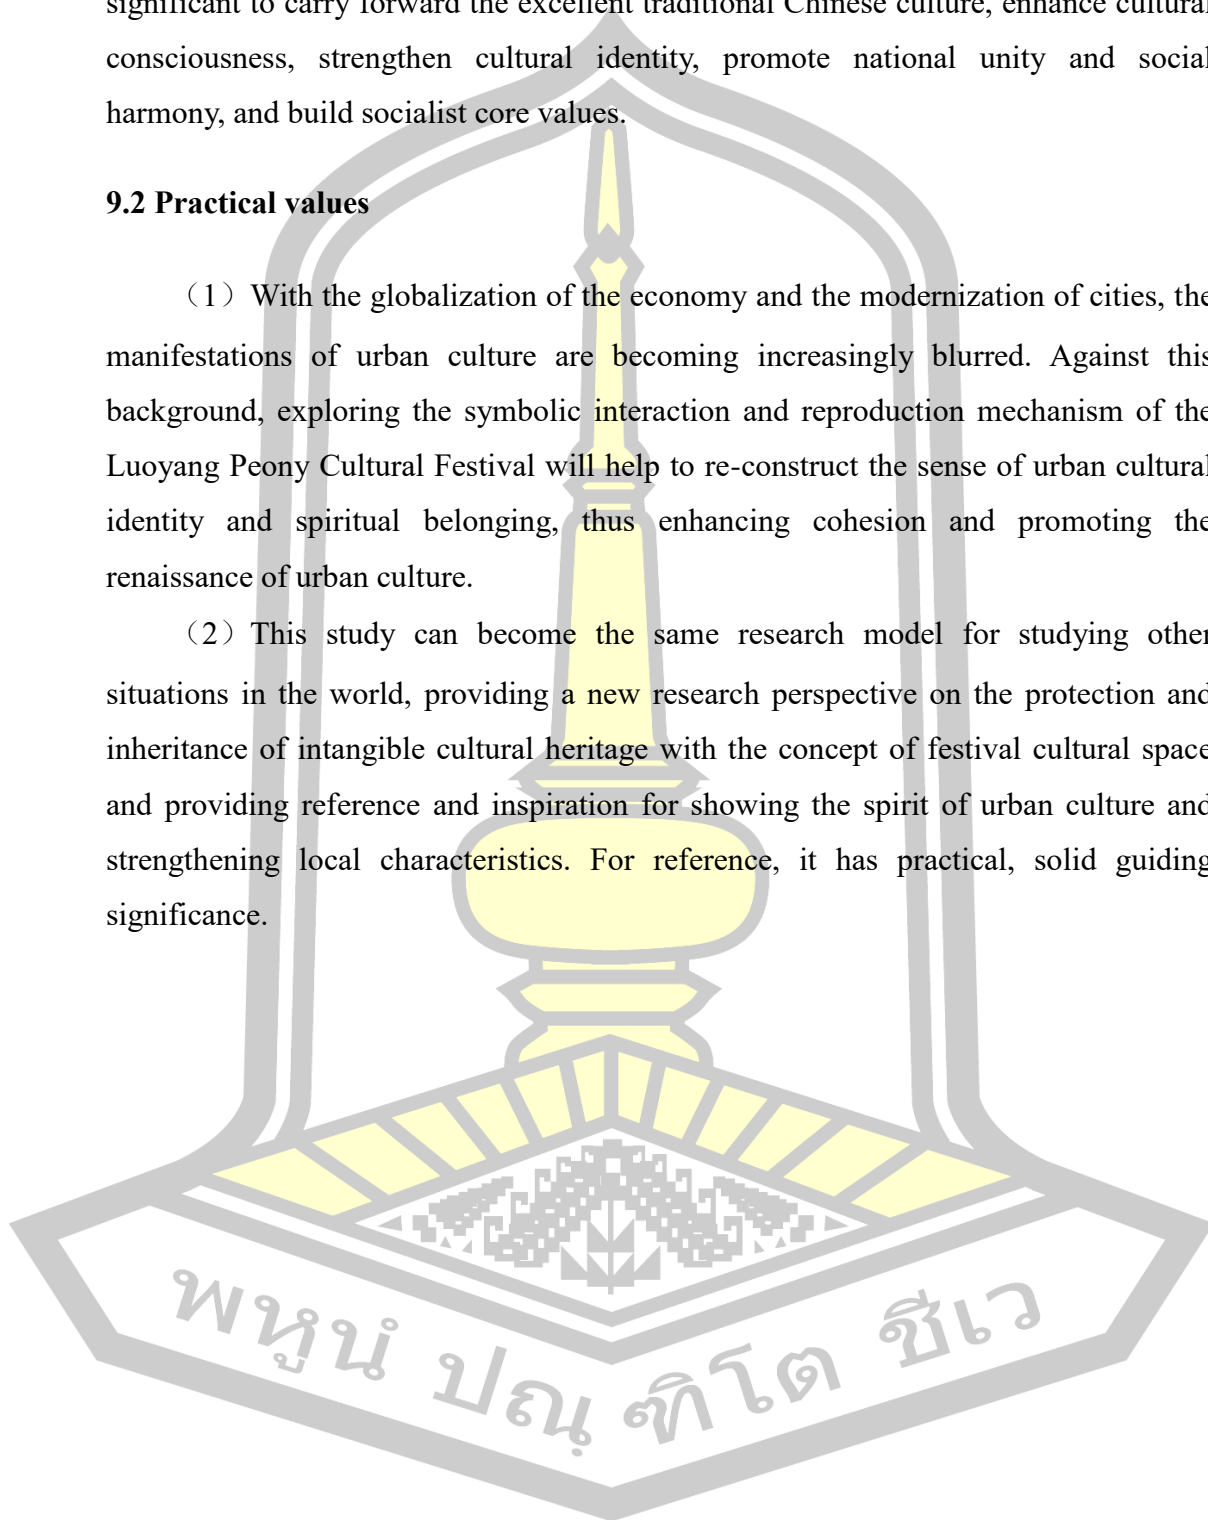 significant to carry forward the excellent traditional Chinese culture, enhance cultural
consciousness, strengthen cultural identity, promote national unity and social
harmony, and build socialist core values.
9.2 Practical values
（1）With the globalization of the economy and the modernization of cities, the
manifestations of urban culture are becoming increasingly blurred. Against this
background, exploring the symbolic interaction and reproduction mechanism of the
Luoyang Peony Cultural Festival will help to re-construct the sense of urban cultural
identity and spiritual belonging, thus enhancing cohesion and promoting the
renaissance of urban culture.
（2）This study can become the same research model for studying other
situations in the world, providing a new research perspective on the protection and
inheritance of intangible cultural heritage with the concept of festival cultural space
and providing reference and inspiration for showing the spirit of urban culture and
strengthening local characteristics. For reference, it has practical, solid guiding
significance.
พหูนํ ปณฺฑิโต ชีเว